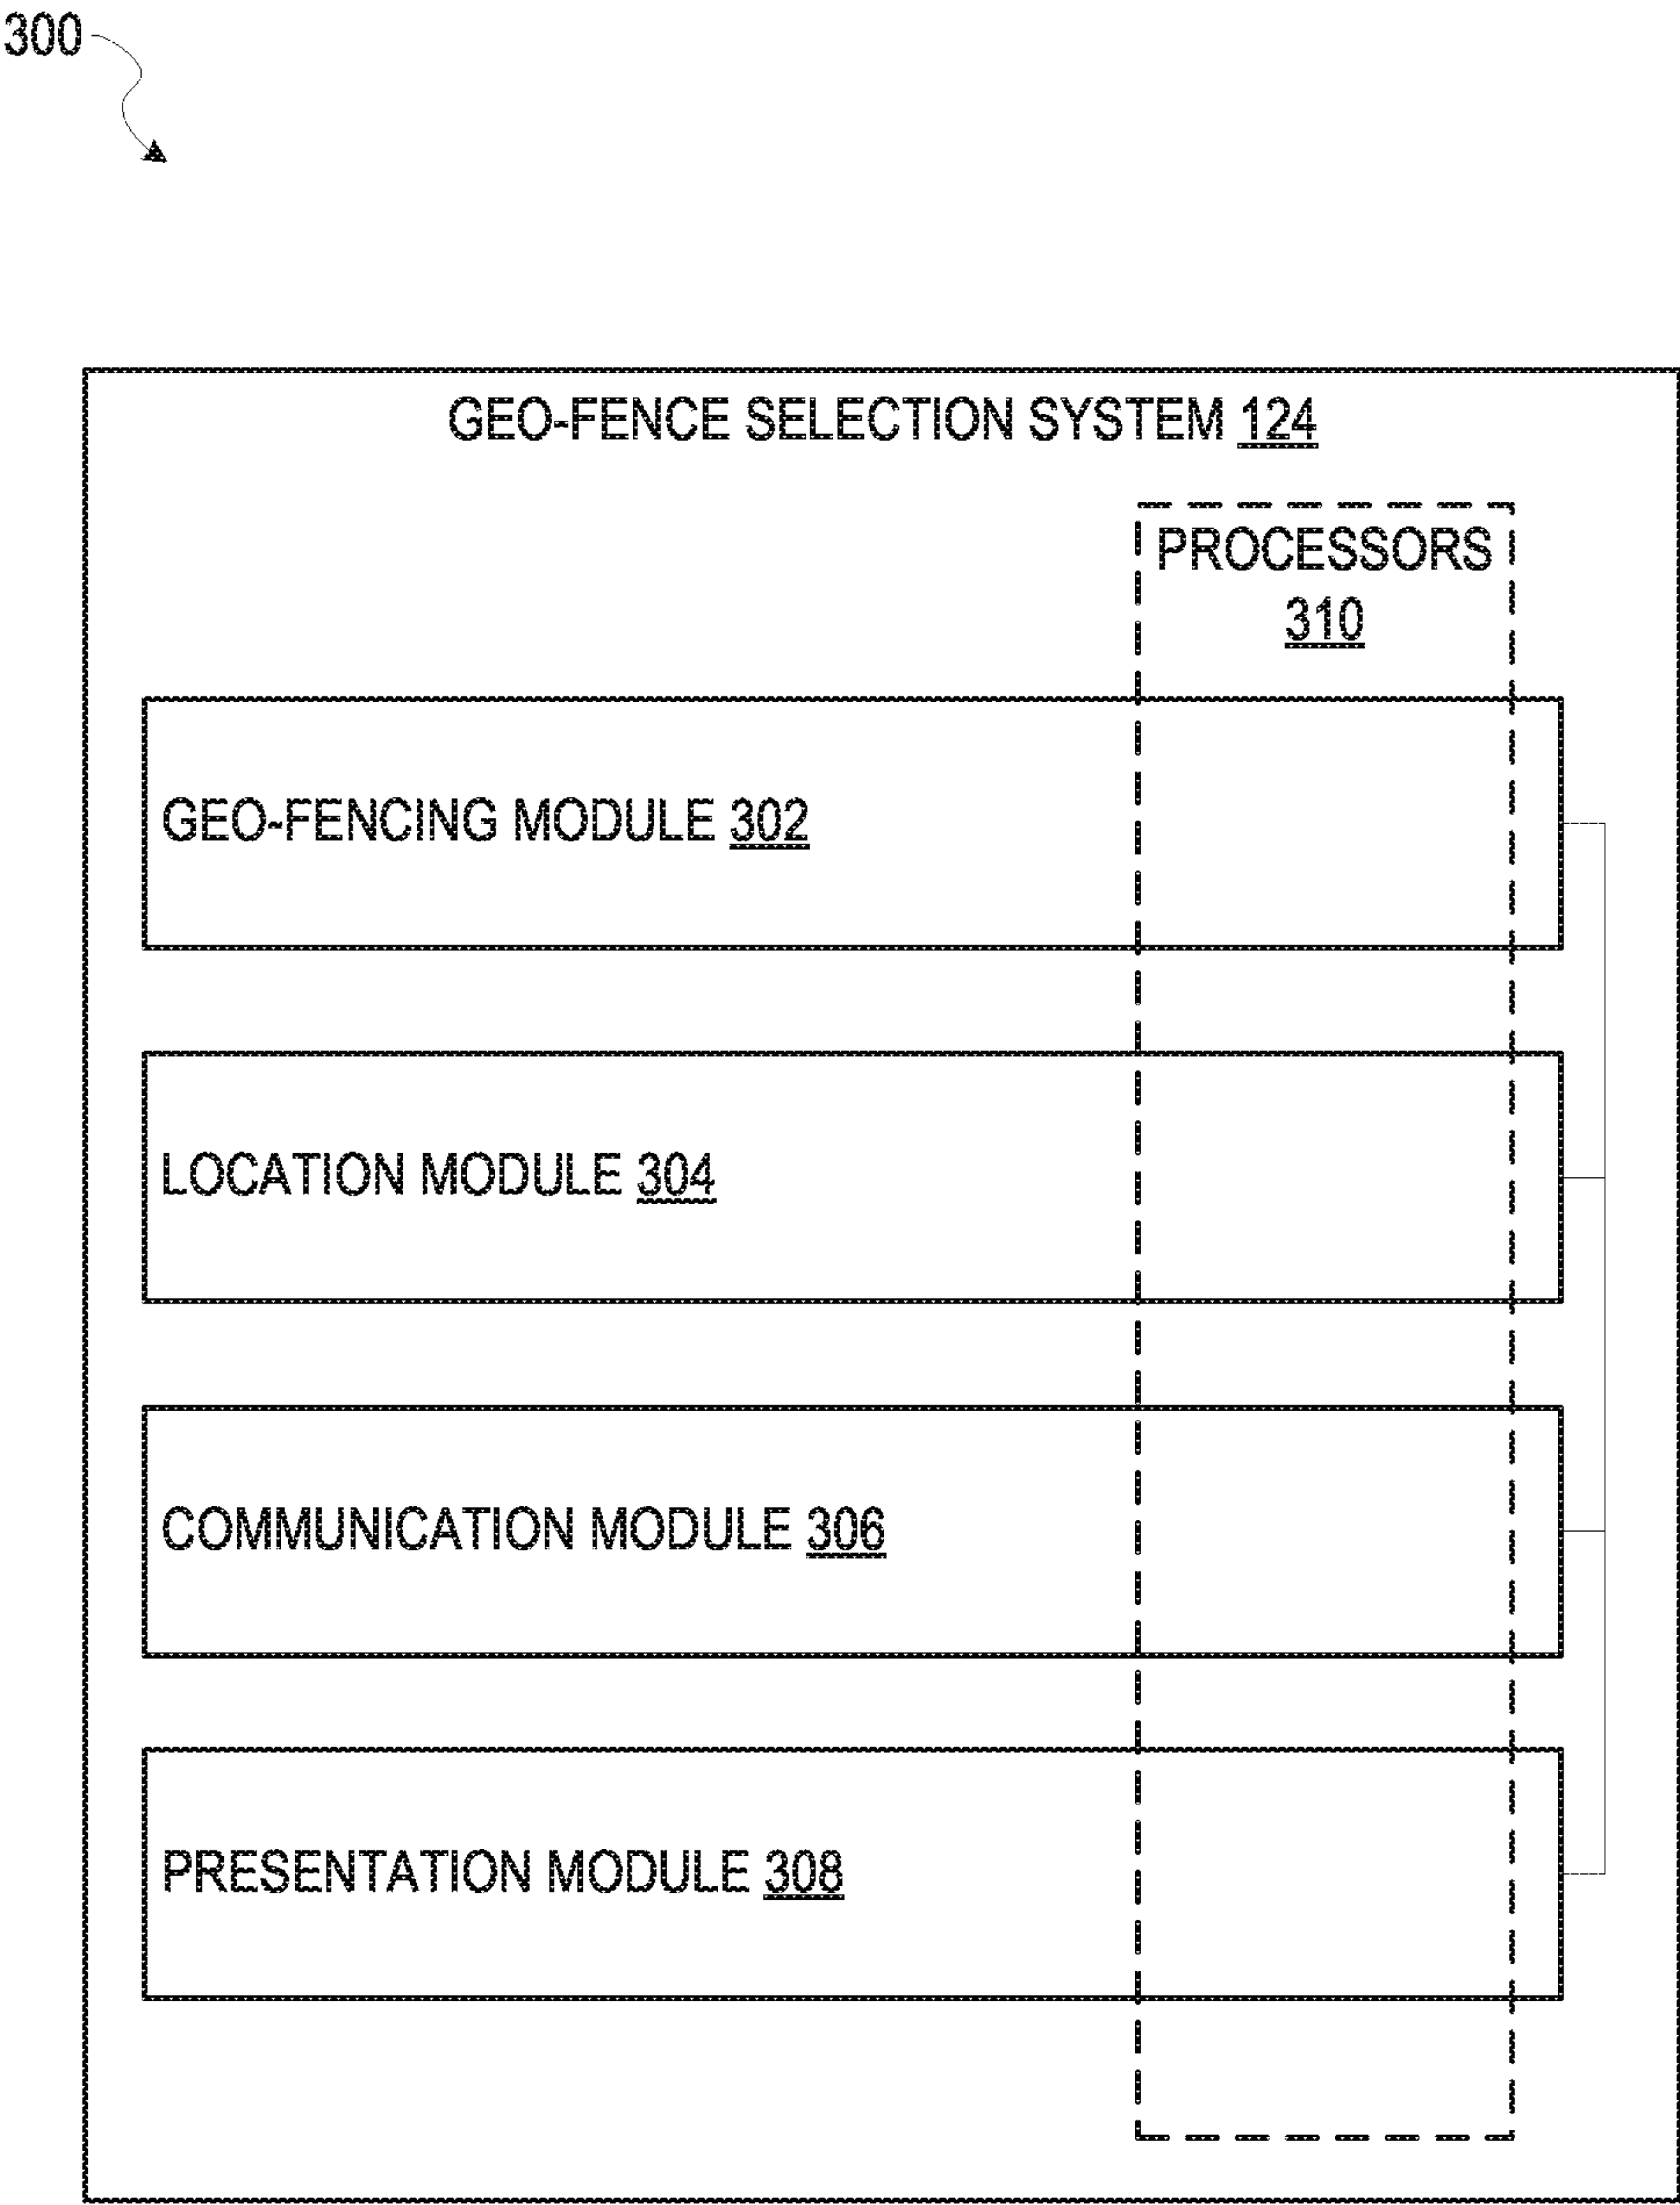 300
GEO-FENCE SELECTION SYSTEM 124
PROCESSORS
310
GEO-FENCING MODULE 302
LOCATION MODULE 304
COMMUNICATION MODULE 306
PRESENTATION MODULE 308